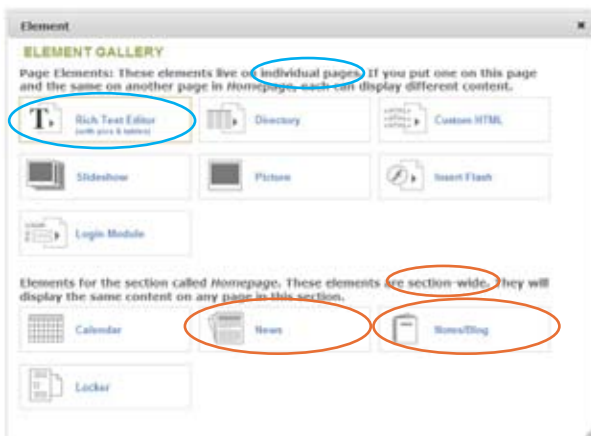 Element
ELEMENT GALLERY
Page Elements: These elements live on individual pages. If you put one on this page
and the same on another page in Homepage, each can display different content.
Rich Text Editor
(with pics & tables)
Directory
Custom HTML
Slideshow
Picture
Insert Flash
Login Module
Elements for the section called Homepage. These elements are section-wide. They will
display the same content on any page in this section.
Calendar
News
Notes/Blog
Locker